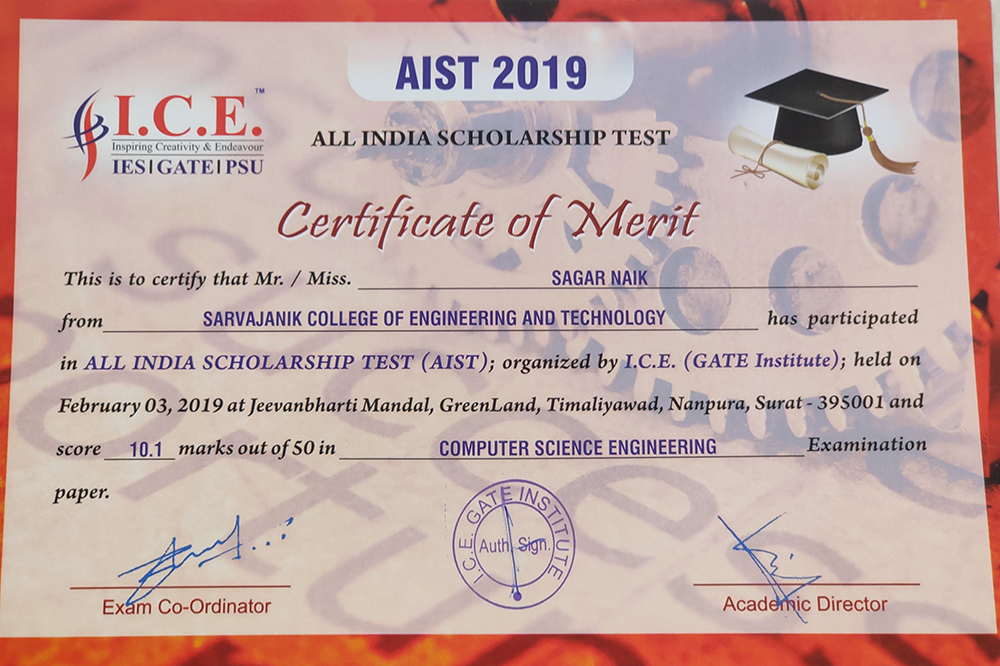 AIST 2019
I.C.E.™
Inspiring Creativity & Endeavour
IES|GATE|PSU
ALL INDIA SCHOLARSHIP TEST
Certificate of Merit
This is to certify that Mr. / Miss. SAGAR NAIK
from SARVAJANIK COLLEGE OF ENGINEERING AND TECHNOLOGY has participated
in ALL INDIA SCHOLARSHIP TEST (AIST); organized by I.C.E. (GATE Institute); held on
February 03, 2019 at Jeevanbharti Mandal, GreenLand, Timaliyawad, Nanpura, Surat - 395001 and
score 10.1 marks out of 50 in COMPUTER SCIENCE ENGINEERING Examination
paper.
I.C.E. GATE INSTITUTE
Auth. Sign.
Exam Co-Ordinator
Academic Director